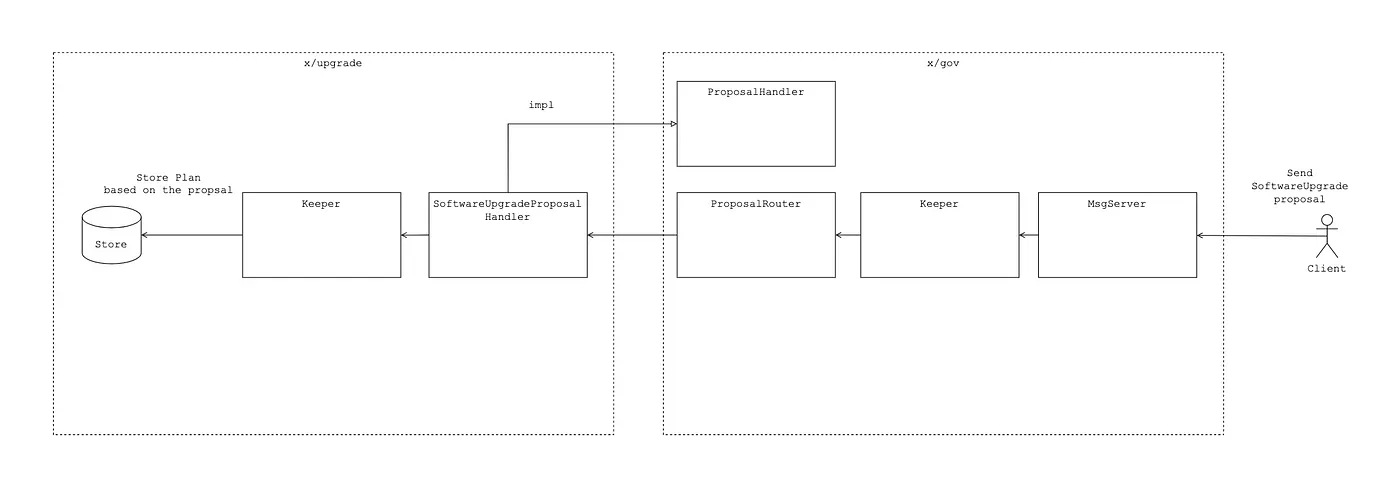 x/upgrade
x/gov
ProposalHandler
impl
Store Plan
based on the propsal
Keeper
SoftwareUpgradeProposal
Handler
ProposalRouter
Keeper
MsgServer
Send
SoftwareUpgrade
proposal
Store
Client